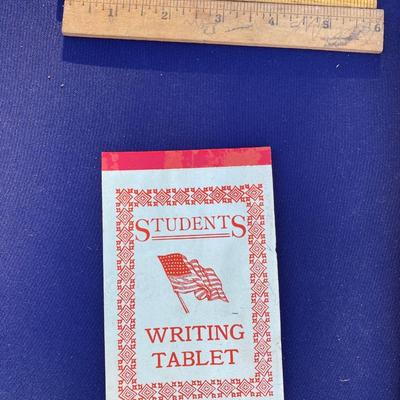 1 2 3 4 5 6
STUDENTS
WRITING
TABLET